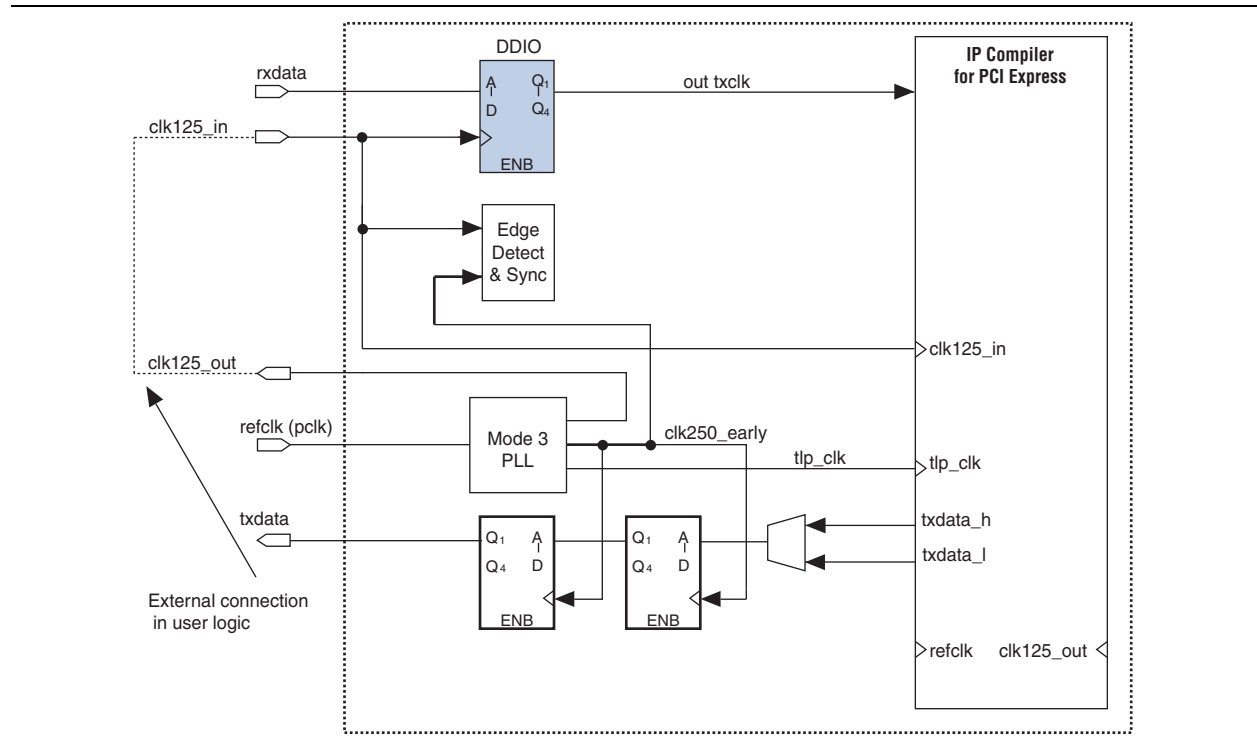 DDIO
rxdata
A
D
Q1
Q4
ENB
out txclk
IP Compiler
for PCI Express
clk125_in
Edge
Detect
& Sync
clk125_in
clk125_out
refclk (pclk)
Mode 3
PLL
clk250_early
tlp_clk
tlp_clk
txdata
Q1
A
Q4
D
ENB
Q1
A
Q4
D
ENB
txdata_h
txdata_l
External connection
in user logic
refclk
clk125_out